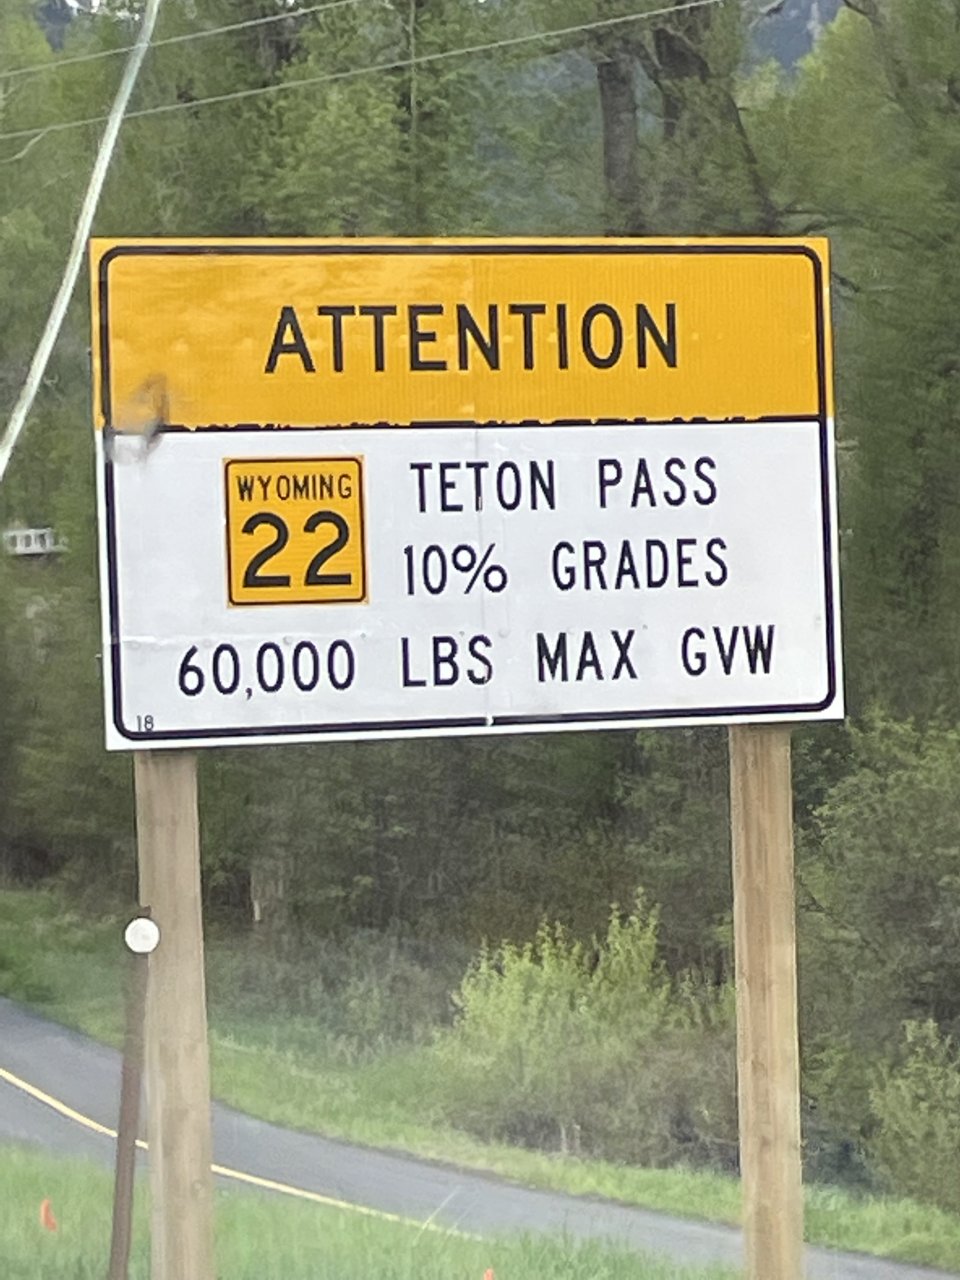 ATTENTION
WYOMING
22
TETON PASS
10% GRADES
60,000 LBS MAX GVW
18